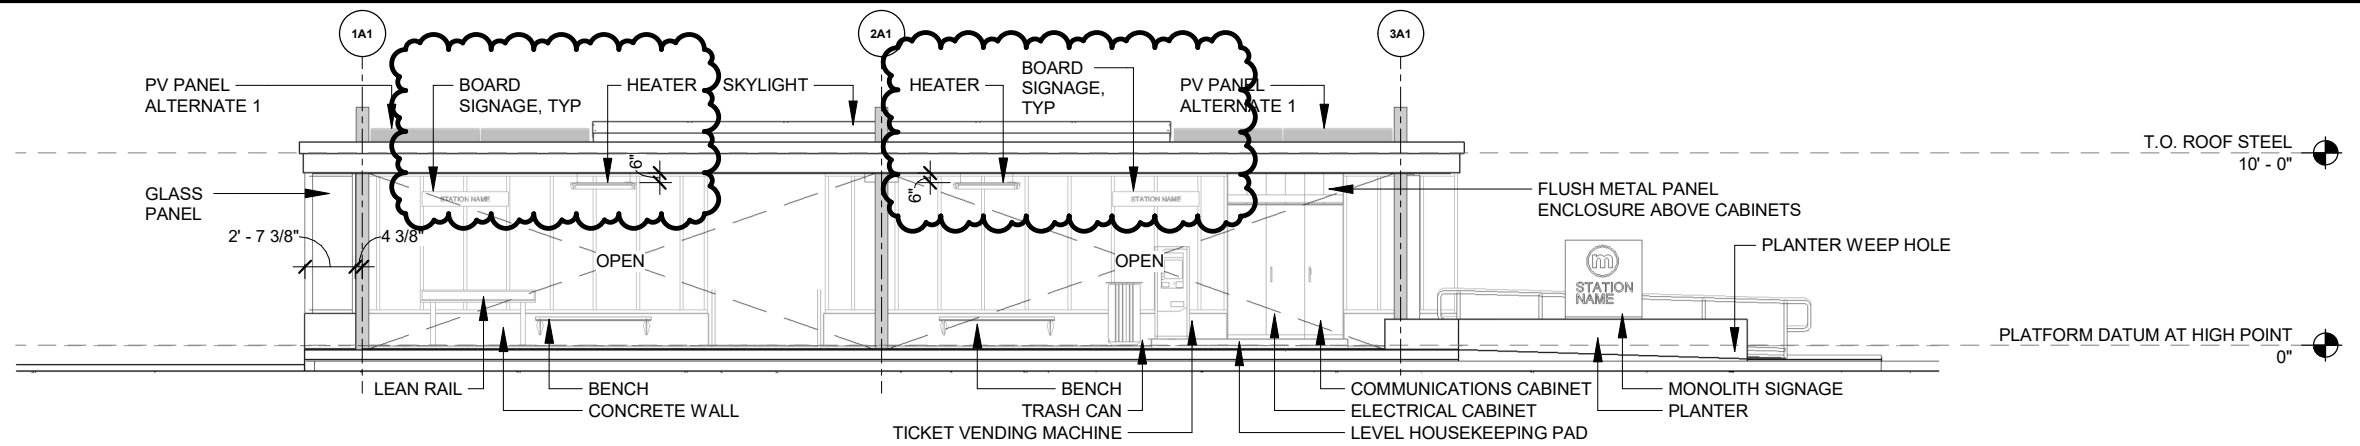 1A1
2A1
3A1
PV PANEL
ALTERNATE 1
BOARD
SIGNAGE, TYP
HEATER
SKYLIGHT
HEATER
BOARD
SIGNAGE,
TYP
PV PANEL
ALTERNATE 1
T.O. ROOF STEEL
10' - 0"
6"
6"
GLASS
PANEL
STATION NAME
STATION NAME
FLUSH METAL PANEL
ENCLOSURE ABOVE CABINETS
2' - 7 3/8"
4 3/8"
OPEN
OPEN
PLANTER WEEP HOLE
m
STATION
NAME
PLATFORM DATUM AT HIGH POINT
0"
LEAN RAIL
BENCH
CONCRETE WALL
BENCH
TRASH CAN
TICKET VENDING MACHINE
COMMUNICATIONS CABINET
ELECTRICAL CABINET
LEVEL HOUSEKEEPING PAD
MONOLITH SIGNAGE
PLANTER